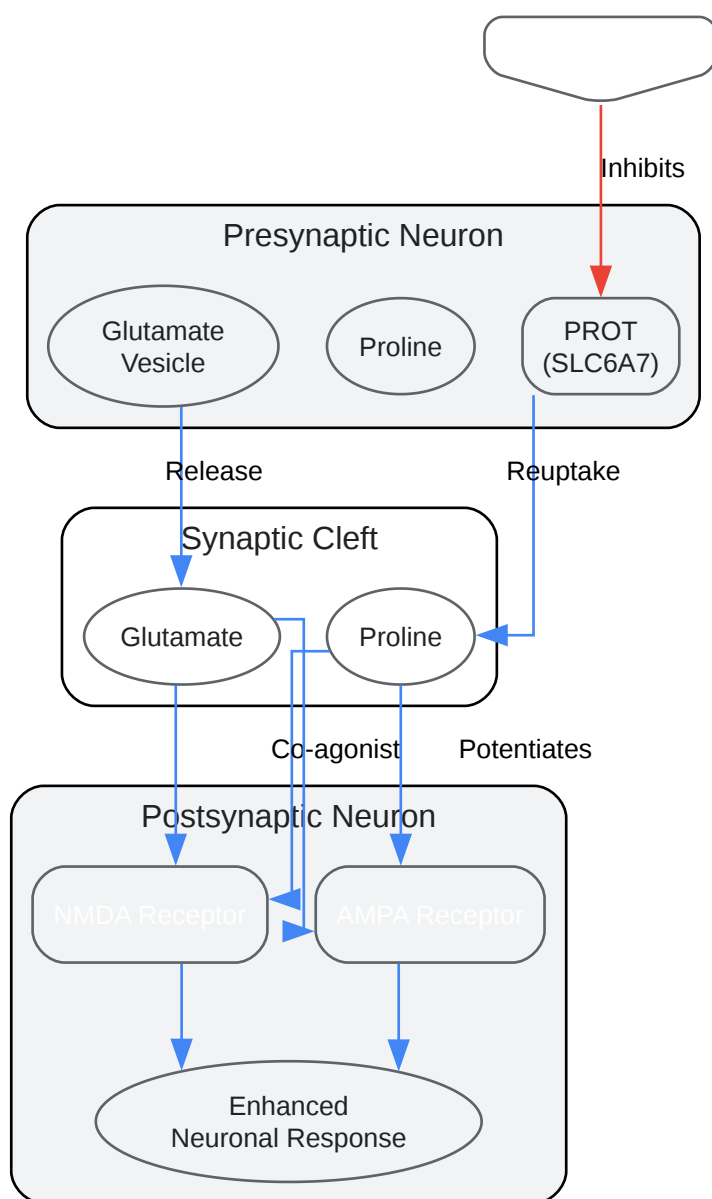 Inhibits
Presynaptic Neuron
Glutamate
Vesicle
Proline
PROT
(SLC6A7)
Release
Reuptake
Synaptic Cleft
Glutamate
Proline
Co-agonist
Potentiates
Postsynaptic Neuron
NMDA Receptor
AMPA Receptor
Enhanced
Neuronal Response